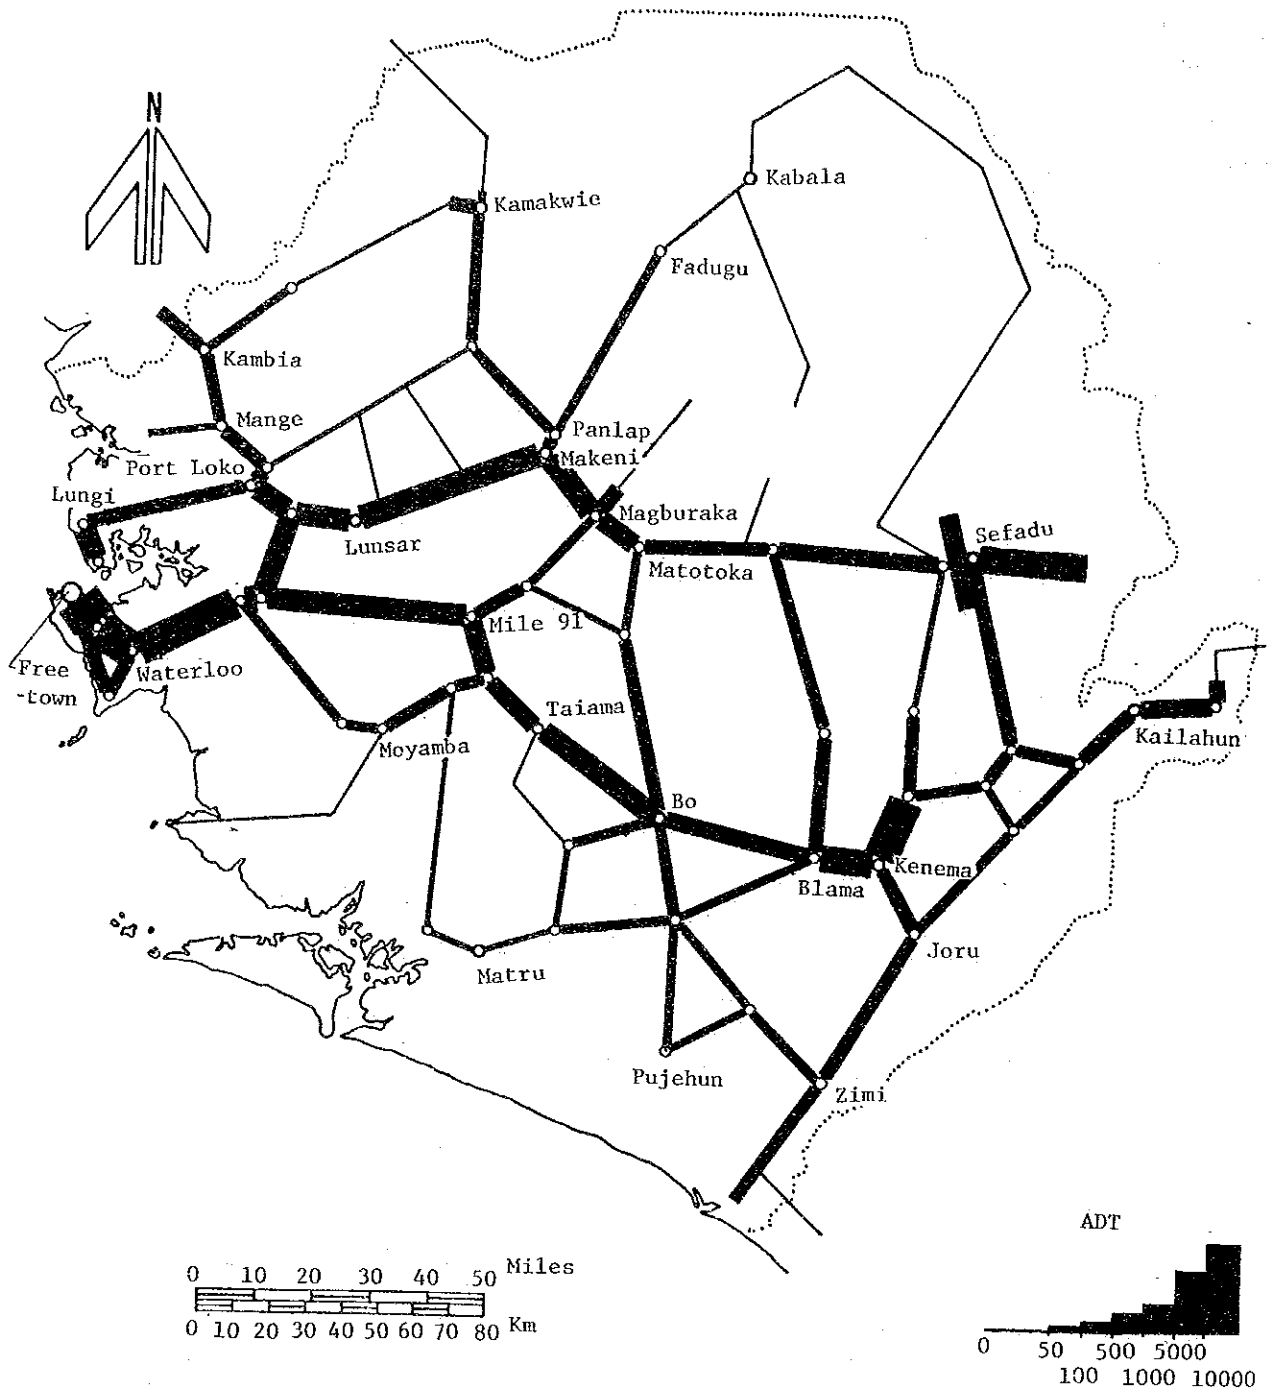 N
Kabala
Kamakwie
Fadugu
Kambia
Mange
Panlap
Makeni
Port Loko
Lungi
Magburaka
Sefadu
Lunsar
Matotoka
Mile 91
Free
-town
Waterloo
Taiama
Moyamba
Kailahun
Bo
Kenema
Blama
Joru
Matru
Pujehun
Zimi
ADT
0 10 20 30 40 50 Miles
0 10 20 30 40 50 60 70 80 Km
0 50 500 5000
100 1000 10000